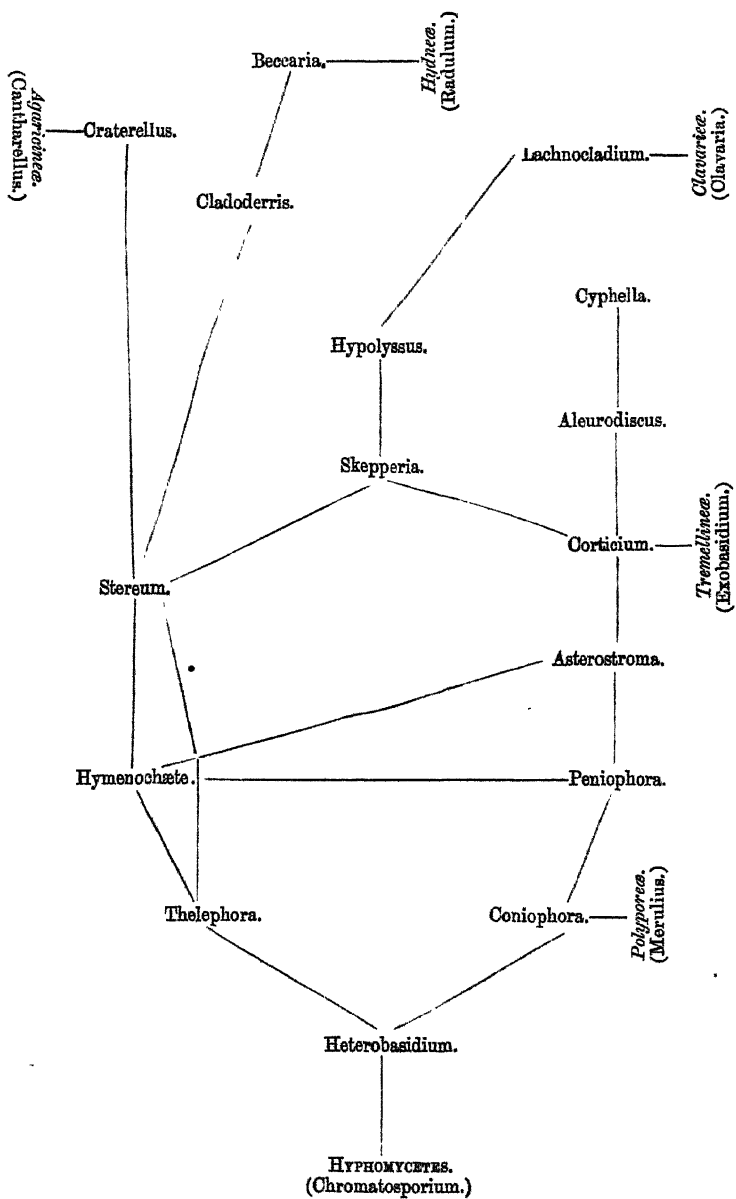 Beccaria.
Hydneæ.
(Radulum.)
Agaricineæ.
(Cantharellus.)
Craterellus.
Lachnocladium.
Clavarieæ.
(Clavaria.)
Cladoderris.
Cyphella.
Hypolyssus.
Aleurodiscus.
Skepperia.
Corticium.
Tremellineæ.
(Exobasidium.)
Stereum.
Asterostroma.
Hymenochæte.
Peniophora.
Thelephora.
Coniophora.
Polyporeæ.
(Merulius.)
Heterobasidium.
HYPHOMYCETES.
(Chromatosporium.)